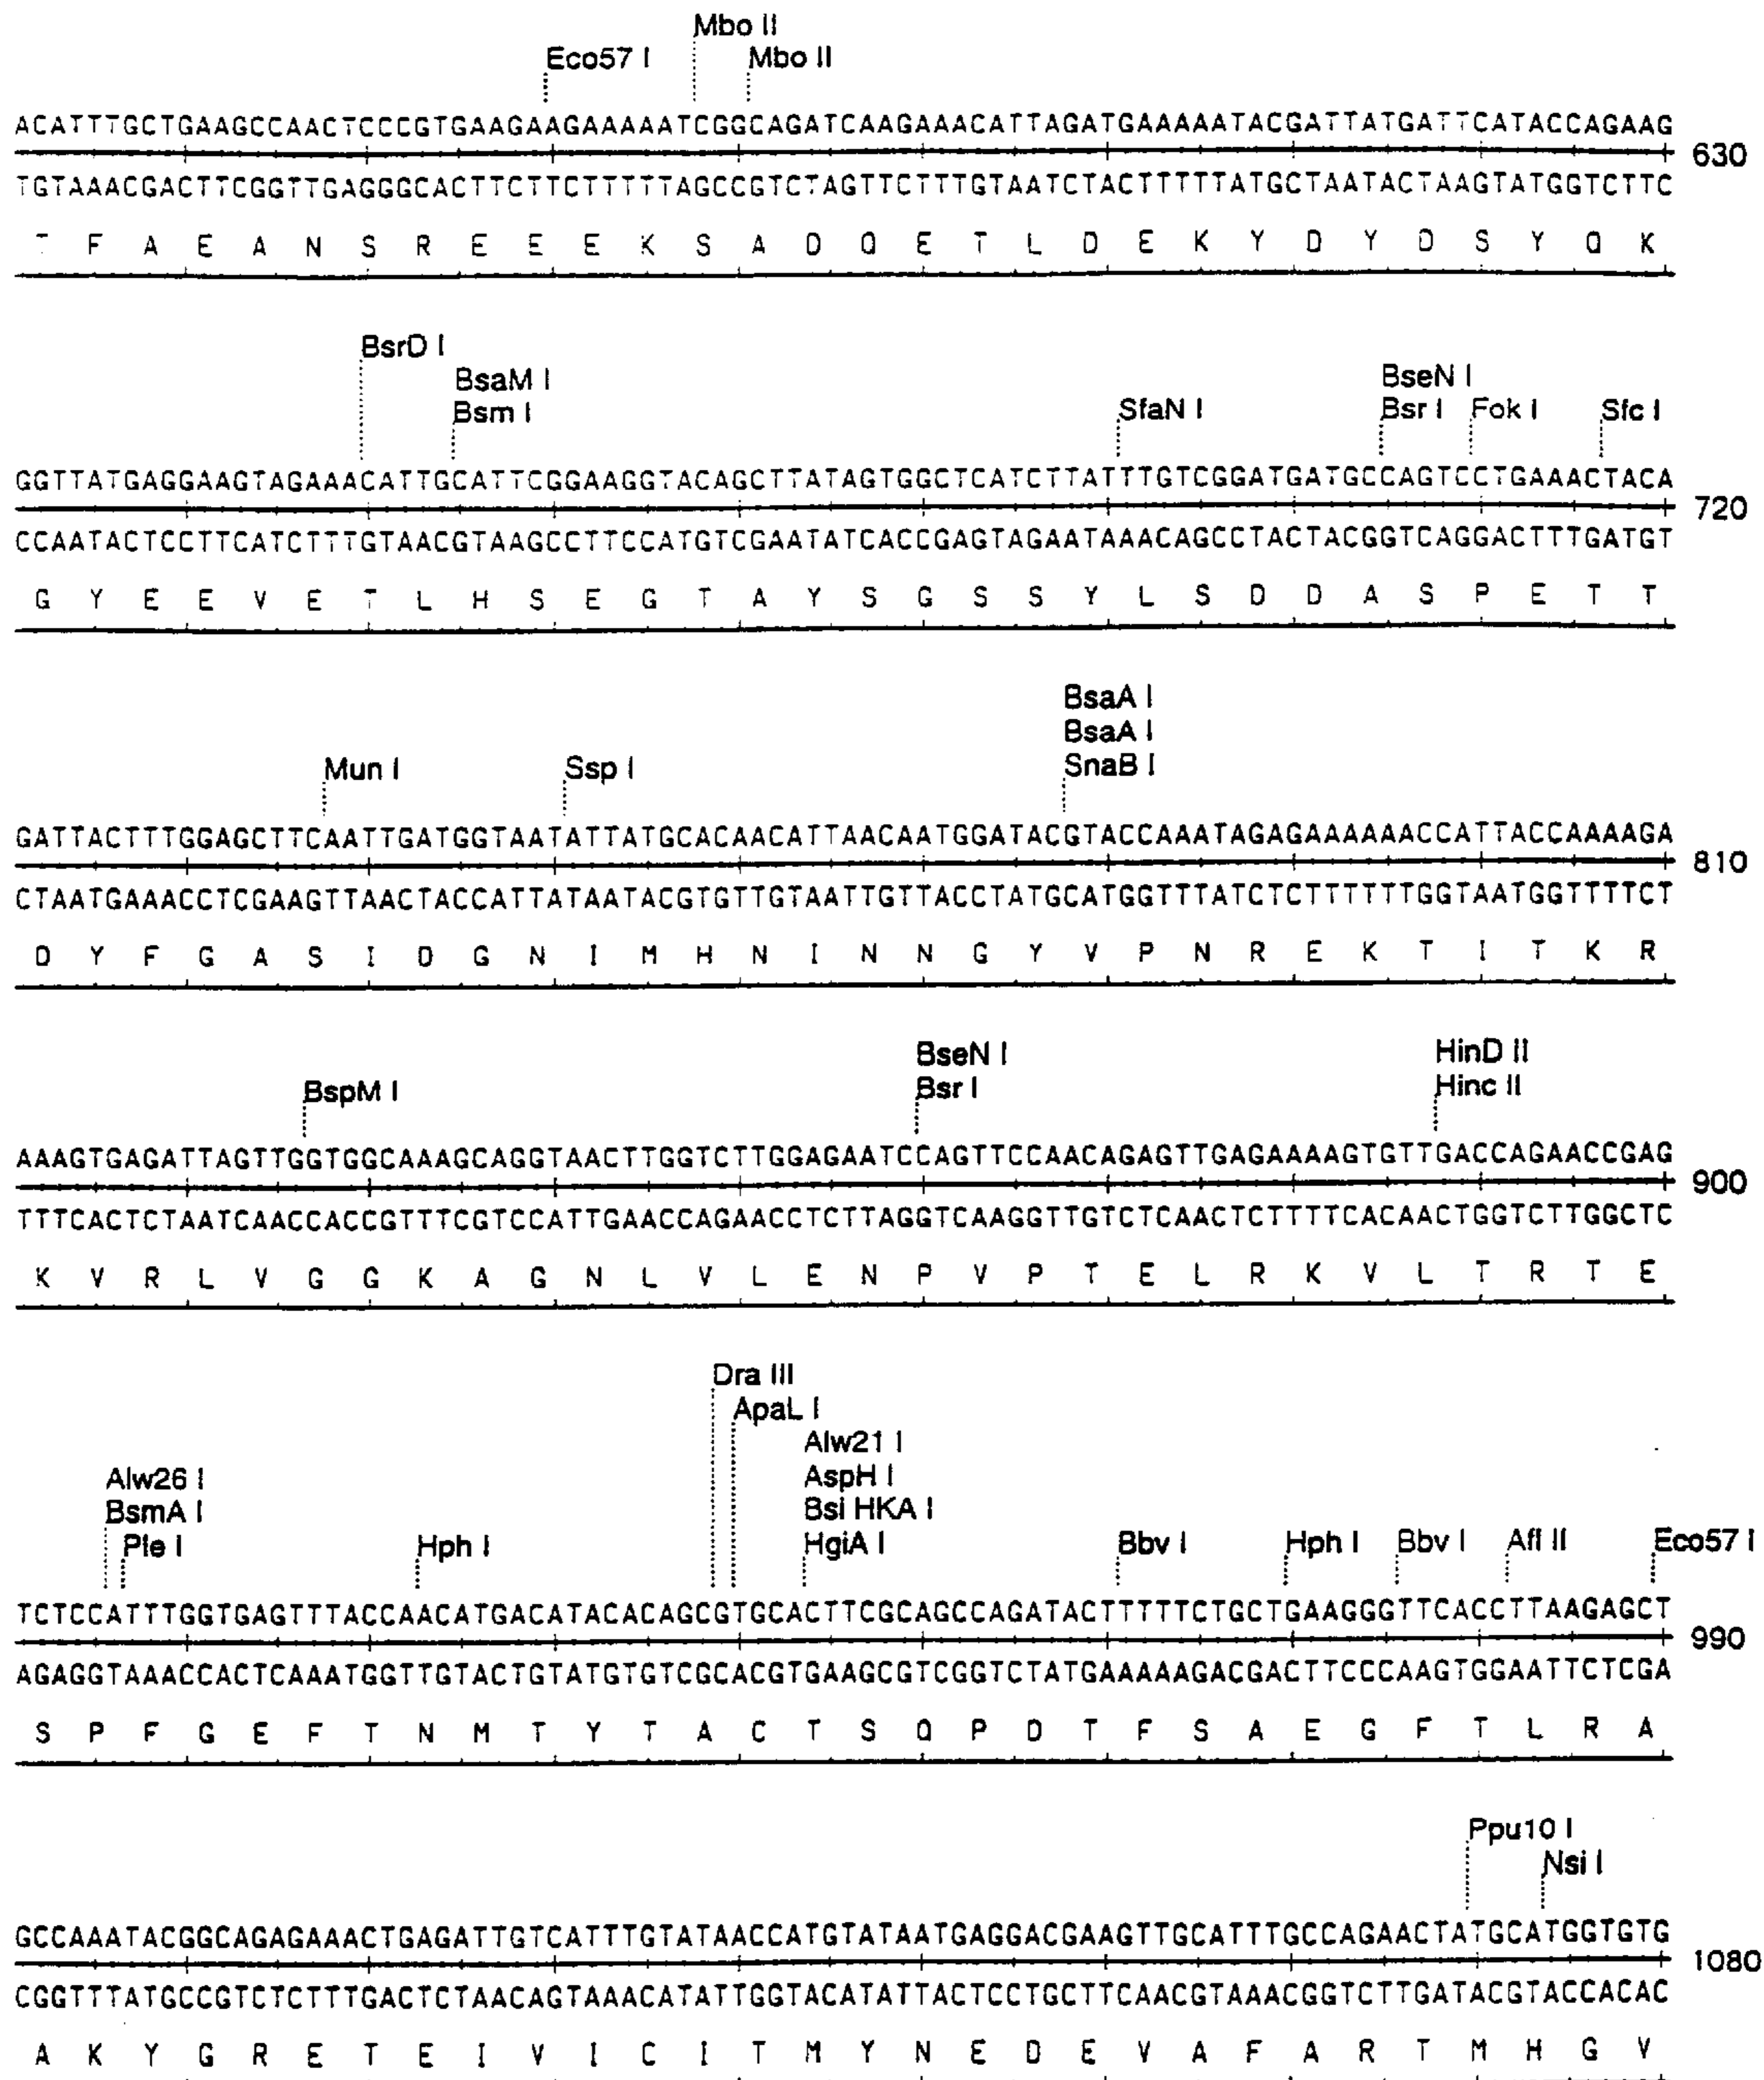 Mbo II
Eco57 I Mbo II
ACATTTGCTGAAGCCAACTCCCGTGAAGAAGAAAAATCGGCAGATCAAGAAACATTAGATGAAAAATACGATTATGATTCATACCAGAAG
630
TGTAAACGACTTCGGTTGAGGGCACTTCTTCTTTTTAGCCGTCTAGTTCTTTGTAATCTACTTTTTATGCTAATACTAAGTATGGTCTTC
T F A E A N S R E E E K S A D Q E T L D E K Y D Y D S Y Q K
BsrD I
BsaM I BseN I
Bsm I SfaN I Bsr I Fok I Sfc I
GGTTATGAGGAAGTAGAAACATTGCATTCGGAAGGTACAGCTTATAGTGGCTCATCTTATTTGTCGGATGATGCCAGTCCTGAAACTACA
720
CCAATACTCCTTCATCTTTGTAACGTAAGCCTTCCATGTCGAATATCACCGAGTAGAATAAACAGCCTACTACGGTCAGGACTTTGATGT
G Y E E V E T L H S E G T A Y S G S S Y L S D D A S P E T T
BsaA I
BsaA I
Mun I Ssp I SnaB I
GATTACTTTGGAGCTTCAATTGATGGTAATATTATGCACAACATTAACAATGGATACGTACCAAATAGAGAAAAAACCATTACCAAAAGA
810
CTAATGAAACCTCGAAGTTAACTACCATTATAATACGTGTTGTAATTGTTACCTATGCATGGTTTATCTCTTTTTTGGTAATGGTTTTCT
D Y F G A S I D G N I M H N I N N G Y V P N R E K T I T K R
BseN I HinD II
BspM I Bsr I Hinc II
AAAGTGAGATTAGTTGGTGGCAAAGCAGGTAACTTGGTCTTGGAGAATCCAGTTCCAACAGAGTTGAGAAAAGTGTTGACCAGAACCGAG
900
TTTCACTCTAATCAACCACCGTTTCGTCCATTGAACCAGAACCTCTTAGGTCAAGGTTGTCTCAACTCTTTTCACAACTGGTCTTGGCTC
K V R L V G G K A G N L V L E N P V P T E L R K V L T R T E
Dra III
ApaL I
Alw21 I
Alw26 I AspH I
BsmA I Bsi HKA I
Ple I Hph I HgiA I Bbv I Hph I Bbv I Afl II Eco57 I
TCTCCATTTGGTGAGTTTACCAACATGACATACACAGCGTGCACTTCGCAGCCAGATACTTTTTCTGCTGAAGGGTTCACCTTAAGAGCT
990
AGAGGTAAACCACTCAAATGGTTGTACTGTATGTGTCGCACGTGAAGCGTCGGTCTATGAAAAAGACGACTTCCCAAGTGGAATTCTCGA
S P F G E F T N M T Y T A C T S Q P D T F S A E G F T L R A
Ppu10 I
Nsi I
GCCAAATACGGCAGAGAAACTGAGATTGTCATTTGTATAACCATGTATAATGAGGACGAAGTTGCATTTGCCAGAACTATGCATGGTGTG
1080
CGGTTTATGCCGTCTCTTTGACTCTAACAGTAAACATATTGGTACATATTACTCCTGCTTCAACGTAAACGGTCTTGATACGTACCACAC
A K Y G R E T E I V I C I T M Y N E D E V A F A R T M H G V